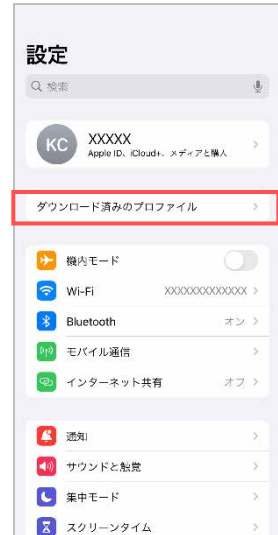 設定
検索
KC
XXXXX
Apple ID、iCloud+、メディアと購入
ダウンロード済みのプロファイル
機内モード
Wi-Fi XXXXXXXXXXXXX
Bluetooth オン
モバイル通信
インターネット共有 オフ
通知
サウンドと触覚
集中モード
スクリーンタイム